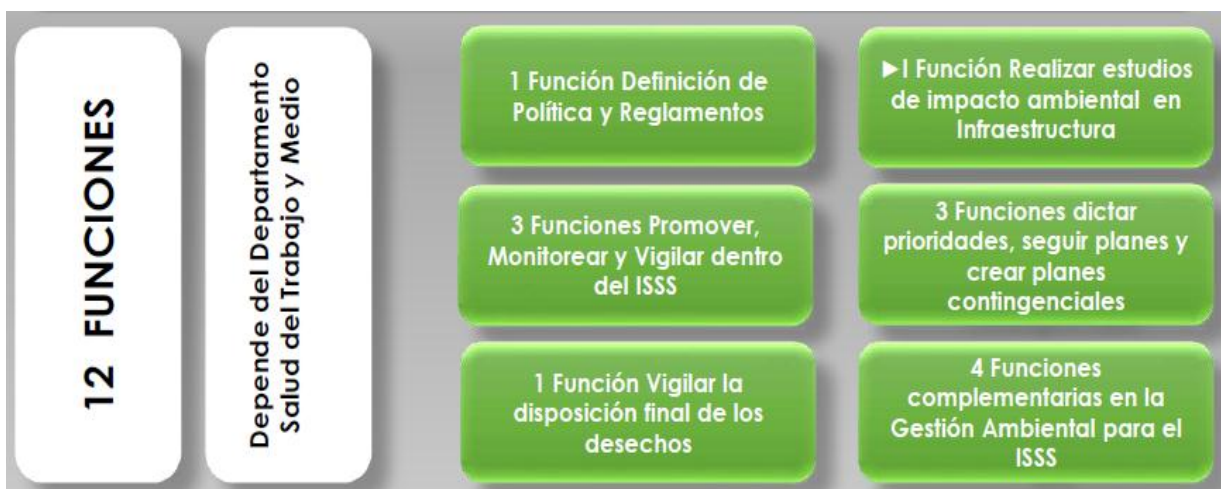 12 FUNCIONES
Depende del Departamento
Salud del Trabajo y Medio
1 Función Definición de
Política y Reglamentos
►I Función Realizar estudios
de impacto ambiental en
Infraestructura
3 Funciones Promover,
Monitorear y Vigilar dentro
del ISSS
3 Funciones dictar
prioridades, seguir planes y
crear planes
contingenciales
1 Función Vigilar la
disposición final de los
desechos
4 Funciones
complementarias en la
Gestión Ambiental para el
ISSS